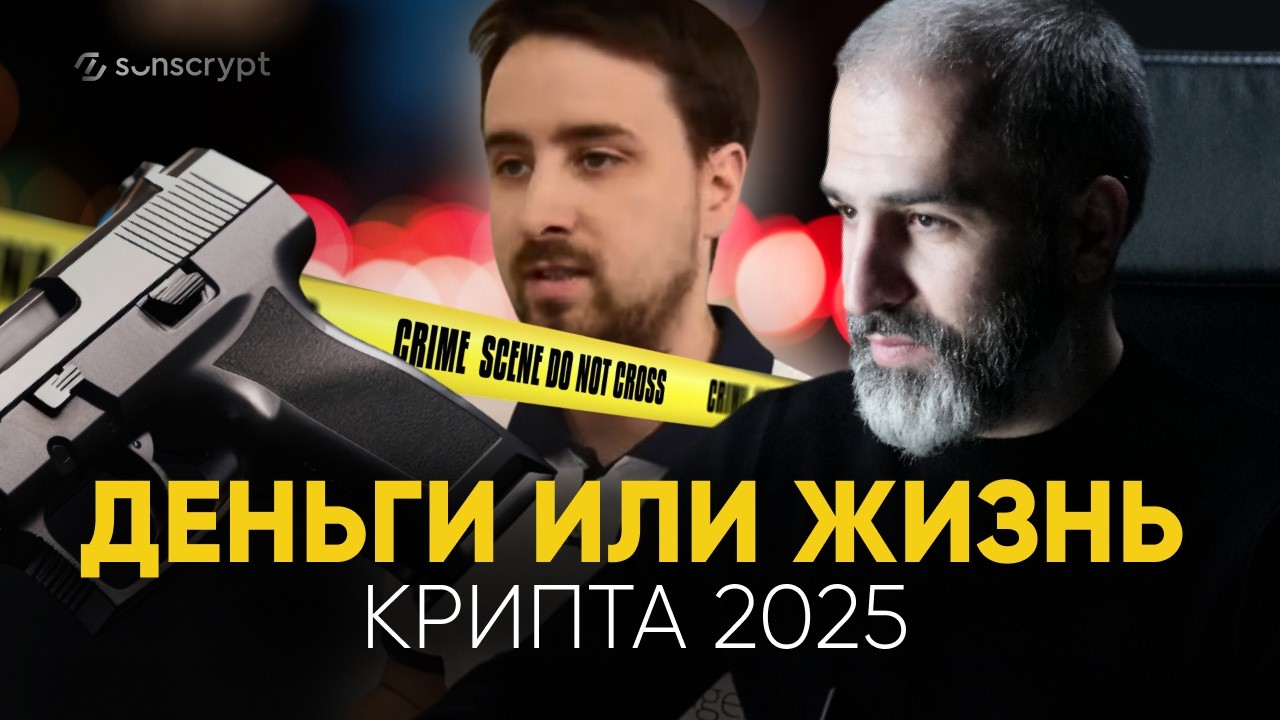 sunscrypt
CRIME SCENE DO NOT CROSS
ДЕНЬГИ ИЛИ ЖИЗНЬ
КРИПТА 2025